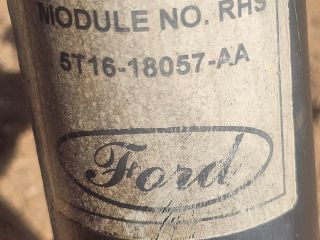 MODULE NO. RHS
5T16-18057-AA
Ford